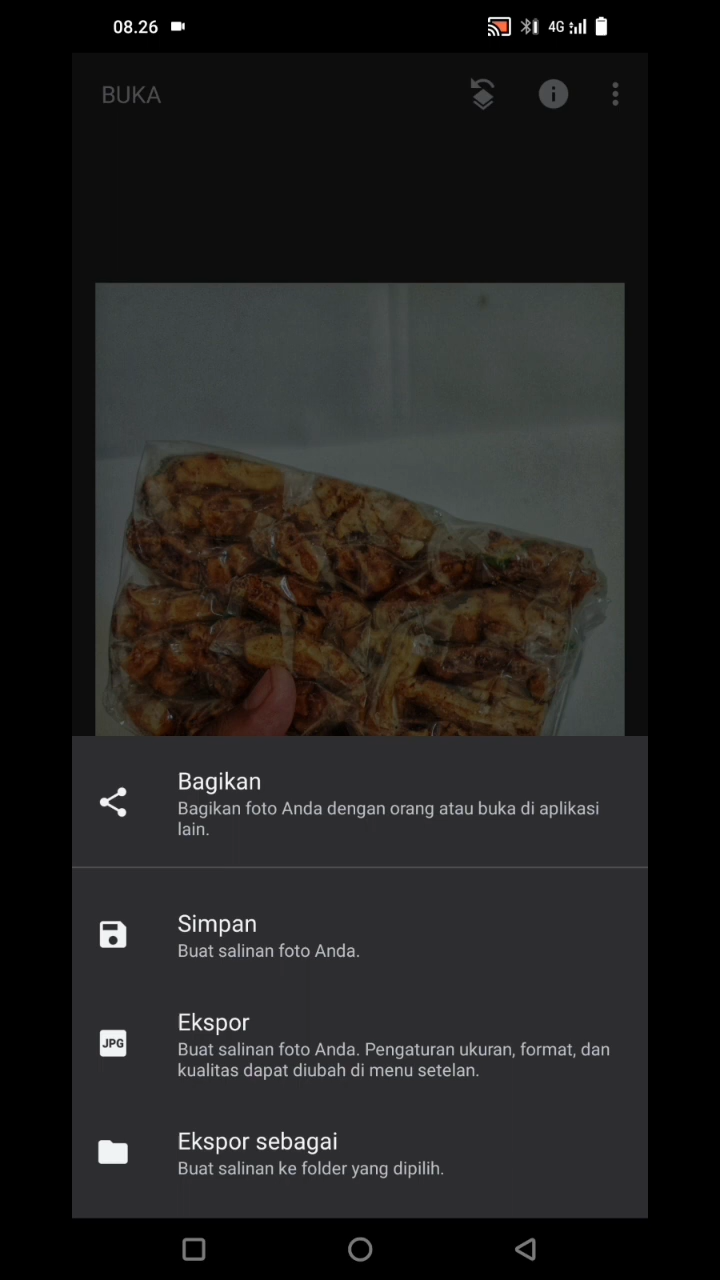 08.26
4G
BUKA
Bagikan
Bagikan foto Anda dengan orang atau buka di aplikasi
lain.
Simpan
Buat salinan foto Anda.
JPG
Ekspor
Buat salinan foto Anda. Pengaturan ukuran, format, dan
kualitas dapat diubah di menu setelan.
Ekspor sebagai
Buat salinan ke folder yang dipilih.